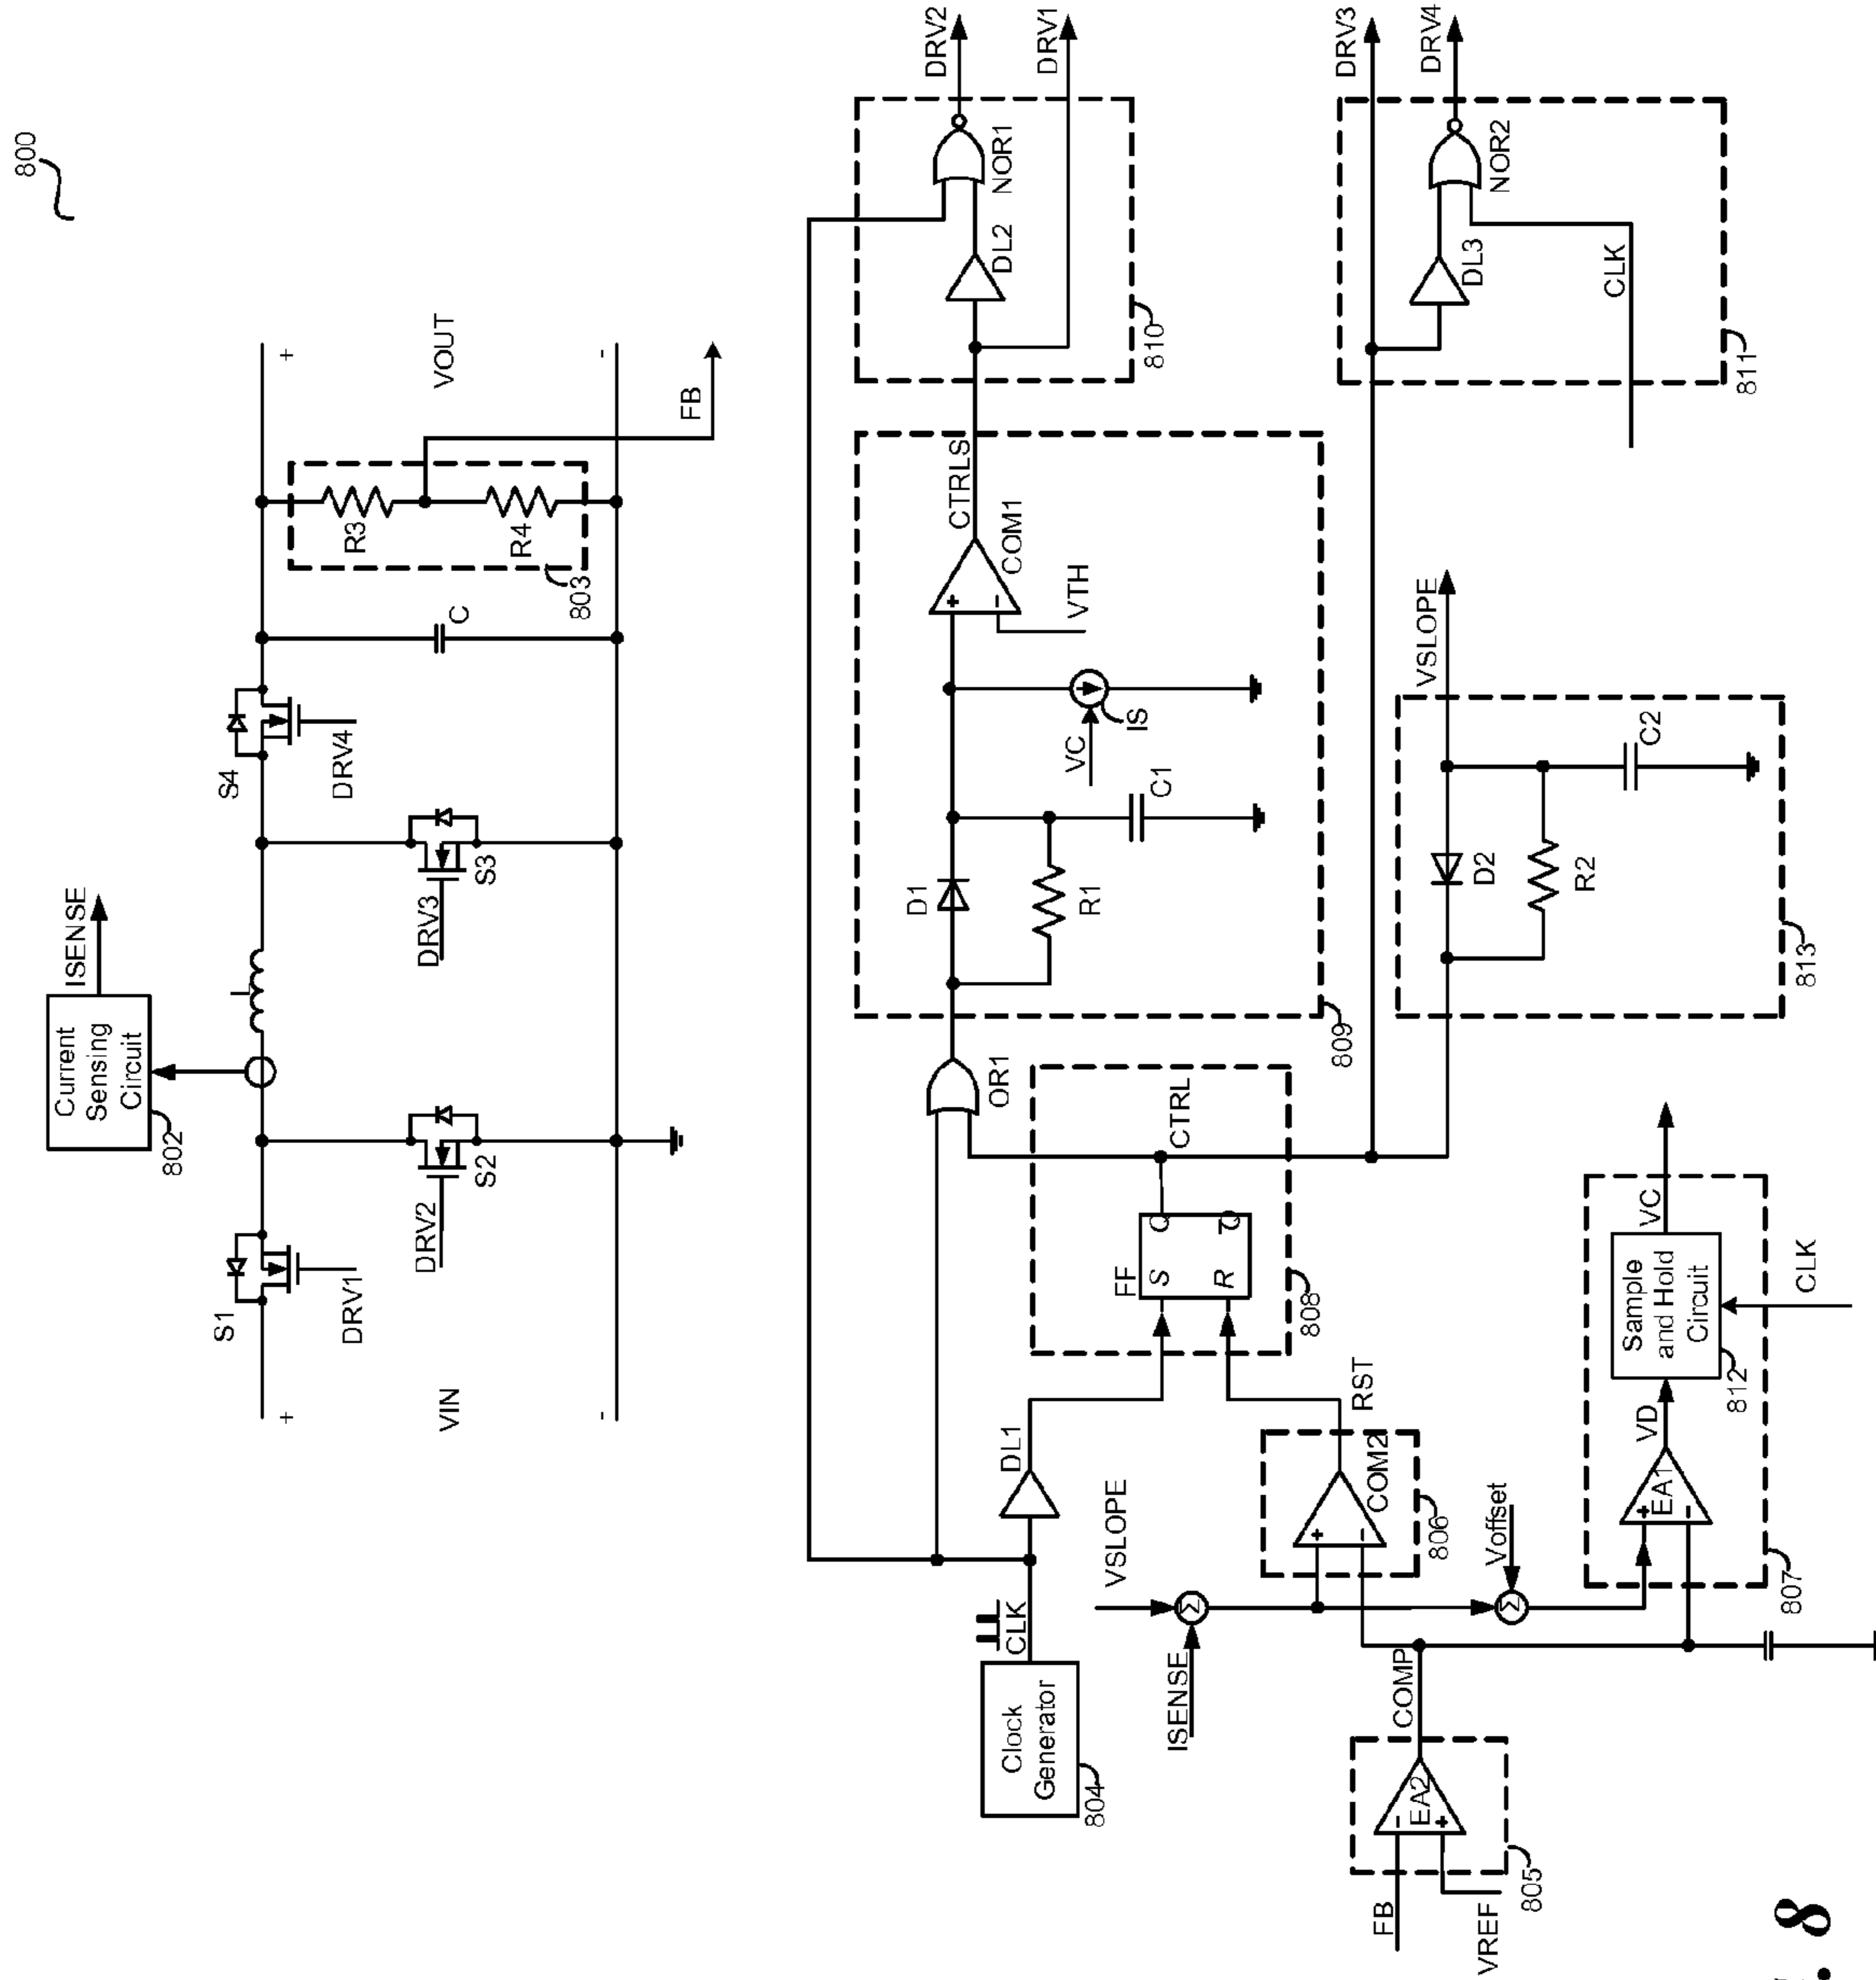 800
Current
Sensing
Circuit
802
ISENSE
S1
DRV1
DRV2
S2
L
DRV3
S3
S4
DRV4
C
R3
R4
803
FB
+
VIN
-
+
VOUT
-
Clock
Generator
804
CLK
DL1
OR1
FF
S
Q
R
Q
CTRL
808
D1
R1
C1
VC
IS
VTH
+
-
COM1
CTRLS
809
DL2
NOR1
810
DRV2
DRV1
DRV3
DRV4
DL3
NOR2
CLK
811
VSLOPE
D2
R2
C2
813
VSLOPE
Σ
ISENSE
+
-
COM2
806
RST
Voffset
Σ
FB
VREF
-
+
EA2
805
COMP
+
-
EA1
VD
Sample
and Hold
Circuit
812
VC
CLK
807
. 8